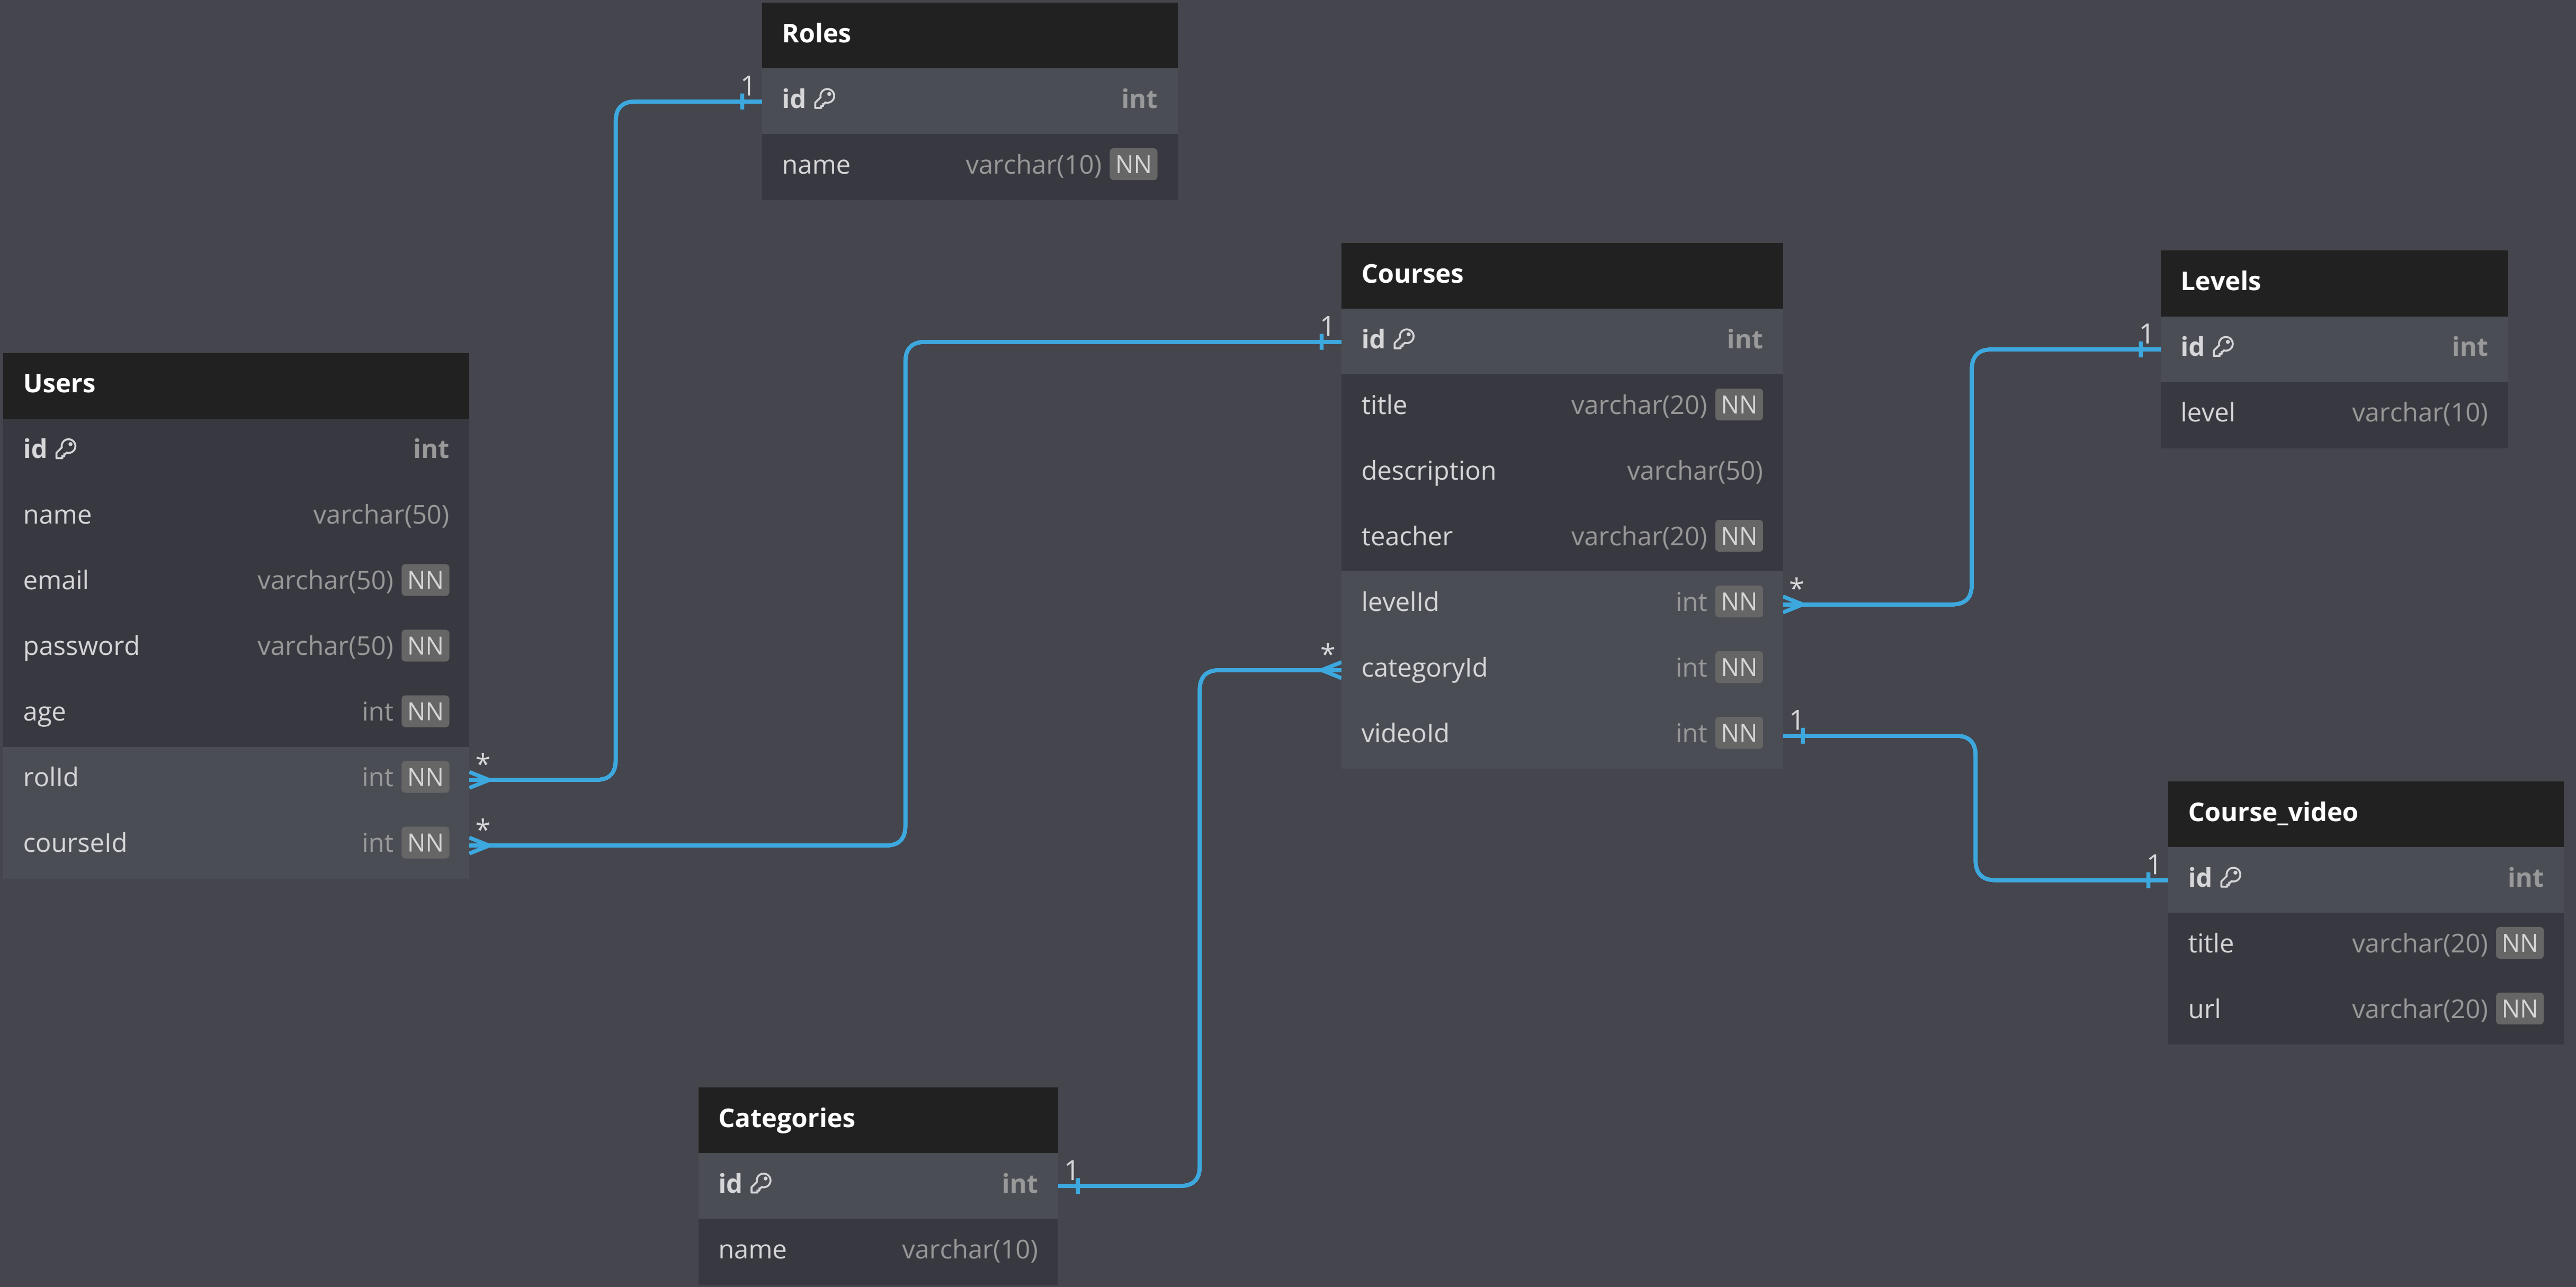 Roles
id int
name varchar(10) NN
1
Users
id int
name varchar(50)
email varchar(50) NN
password varchar(50) NN
age int NN
rolId int NN
courseId int NN
*
*
Courses
id int
title varchar(20) NN
description varchar(50)
teacher varchar(20) NN
levelId int NN
categoryId int NN
videoId int NN
1
*
*
1
Levels
id int
level varchar(10)
1
Course_video
id int
title varchar(20) NN
url varchar(20) NN
1
Categories
id int
name varchar(10)
1